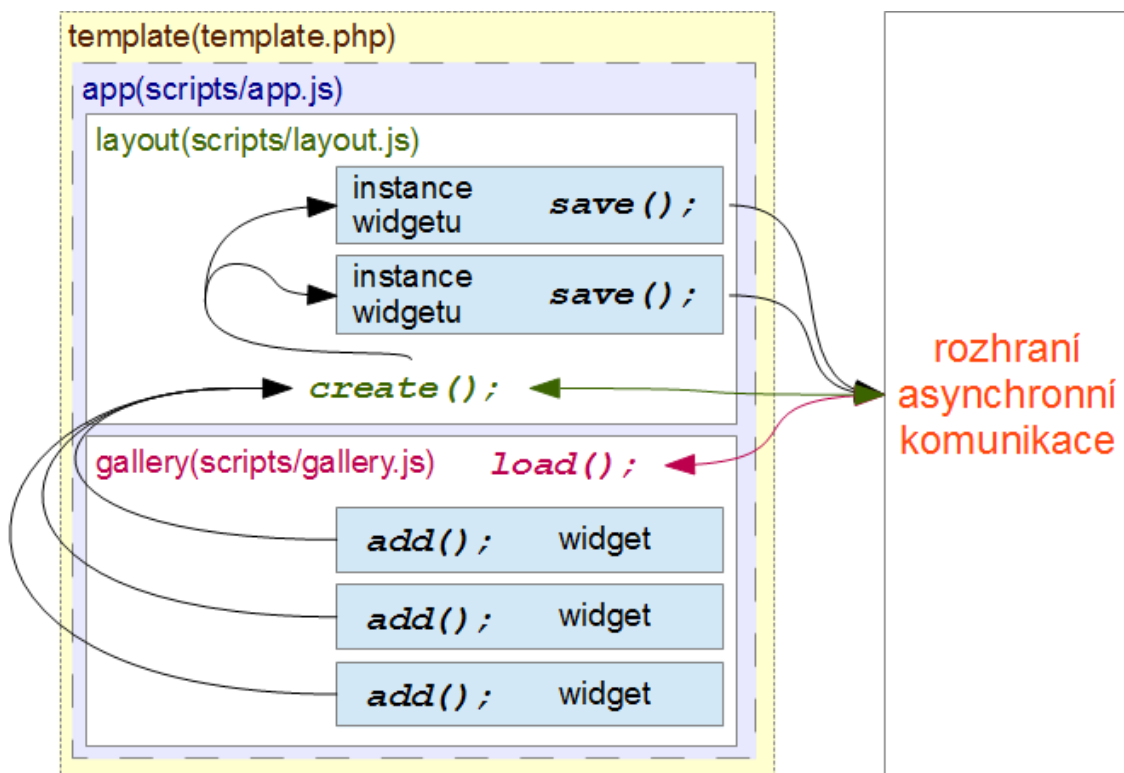 template(template.php)
app(scripts/app.js)
layout(scripts/layout.js)
instance
widgetu
save();
instance
widgetu
save();
create();
gallery(scripts/gallery.js)
load();
add();
widget
add();
widget
add();
widget
rozhraní
asynchronní
komunikace